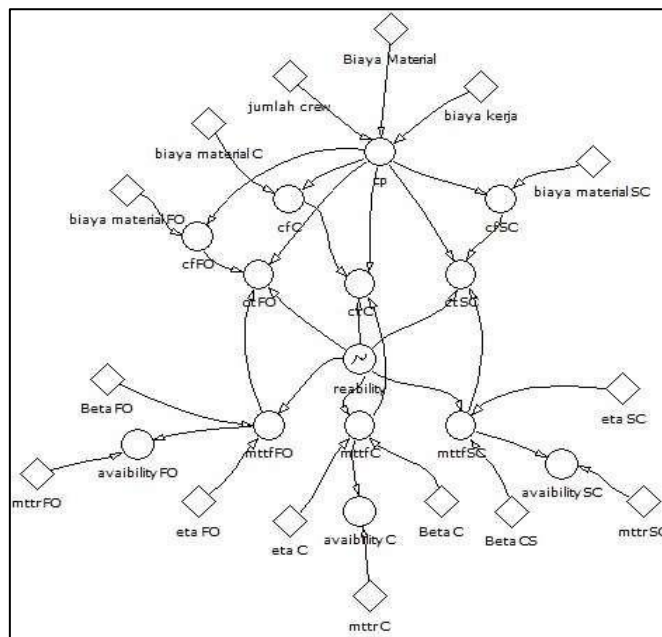 Biaya Material
jumlah crew
biaya kerja
biaya material C
cp
biaya material FO
cfC
cfSC
biaya material SC
cfFO
ctFO
ctC
ctSC
reability
Beta FO
eta SC
mttfFO
mttfC
mttfSC
avaibility FO
mttrFO
eta FO
eta C
avaibility C
Beta C
Beta CS
avaibility SC
mttrSC
mttrC